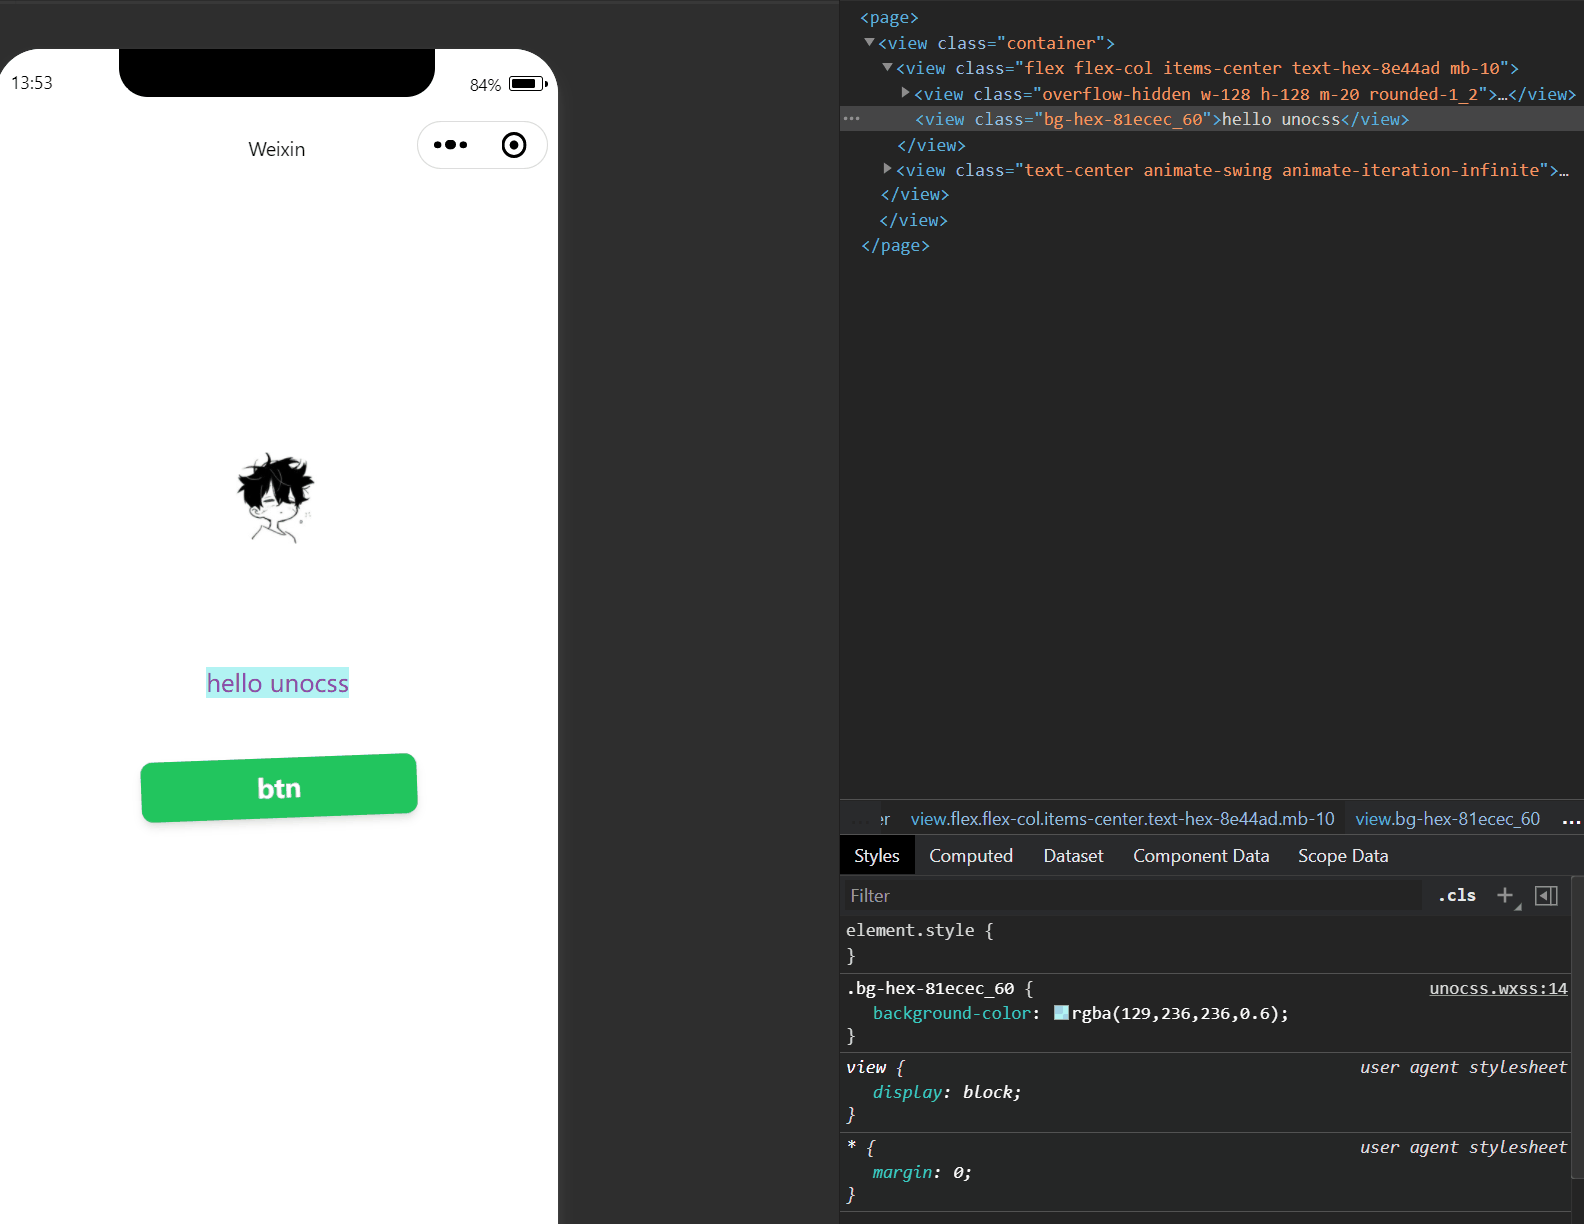 13:53
84%
Weixin
hello unocss
btn
<page>
<view class="container">
<view class="flex flex-col items-center text-hex-8e44ad mb-10">
<view class="overflow-hidden w-128 h-128 m-20 rounded-1_2">…</view>
<view class="bg-hex-81ecec_60">hello unocss</view>
</view>
<view class="text-center animate-swing animate-iteration-infinite">…
</view>
</view>
</page>
er view.flex.flex-col.items-center.text-hex-8e44ad.mb-10 view.bg-hex-81ecec_60 ...
Styles Computed Dataset Component Data Scope Data
Filter .cls +
element.style {
}
.bg-hex-81ecec_60 { unocss.wxss:14
background-color: rgba(129,236,236,0.6);
}
view { user agent stylesheet
display: block;
}
* { user agent stylesheet
margin: 0;
}